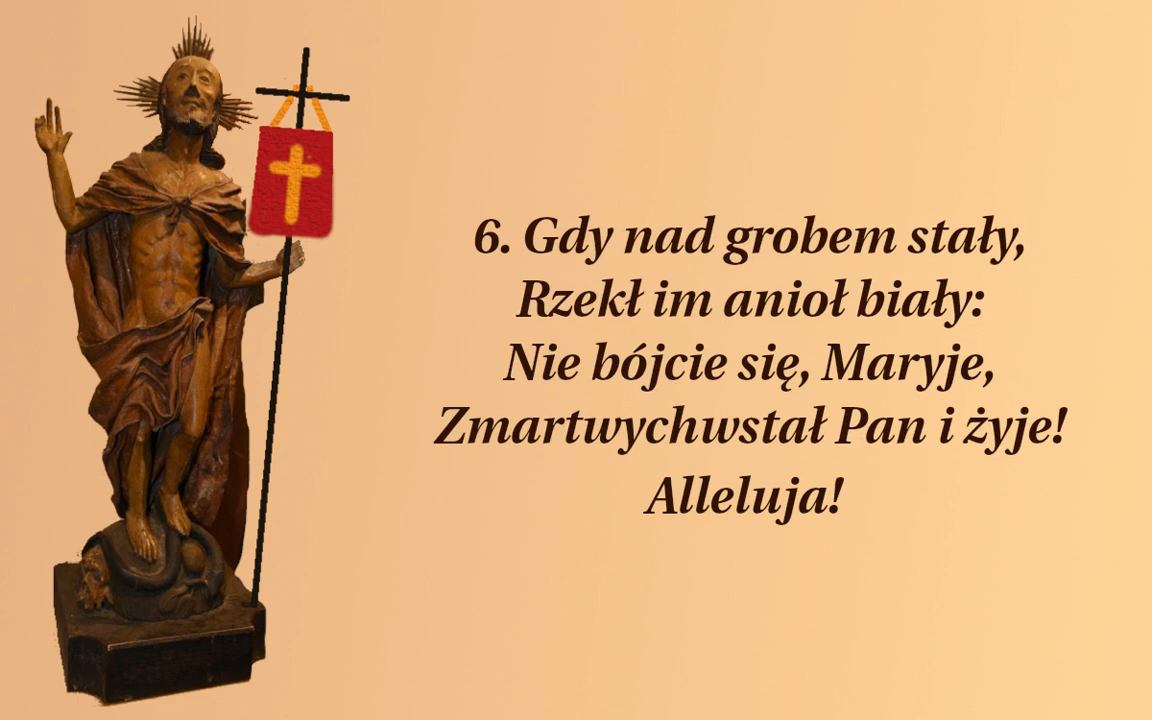 6. Gdy nad grobem stały,
Rzekł im anioł biały:
Nie bójcie się, Maryje,
Zmartwychwstał Pan i żyje!
Alleluja!